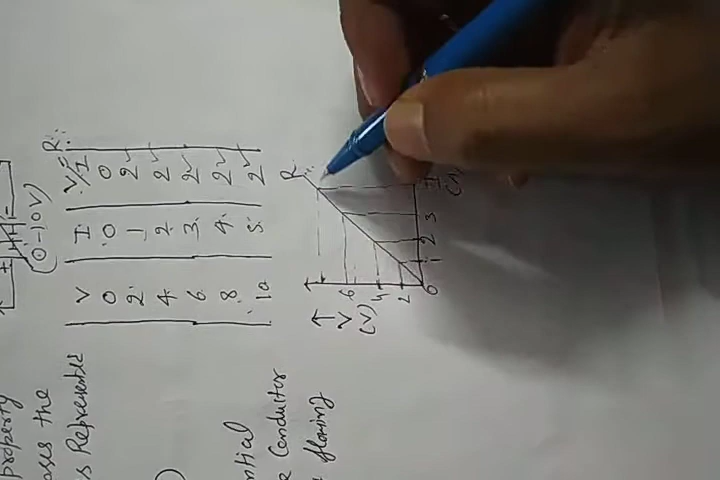 property
ases the
s Represented
ntial
Conductor
flowing
(0-10V)
V I V/I = R
0 0 0
2 1 2
4 2 2
6 3 2
8 4 2
10 5 2
R
V
(V)
6
4
2
0 1 2 3
I